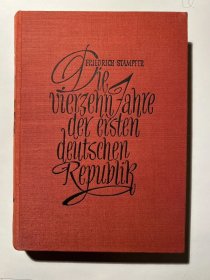 FRIEDRICH STAMPFER
Die
vierzehn Jahre
der ersten
deutschen
Republik